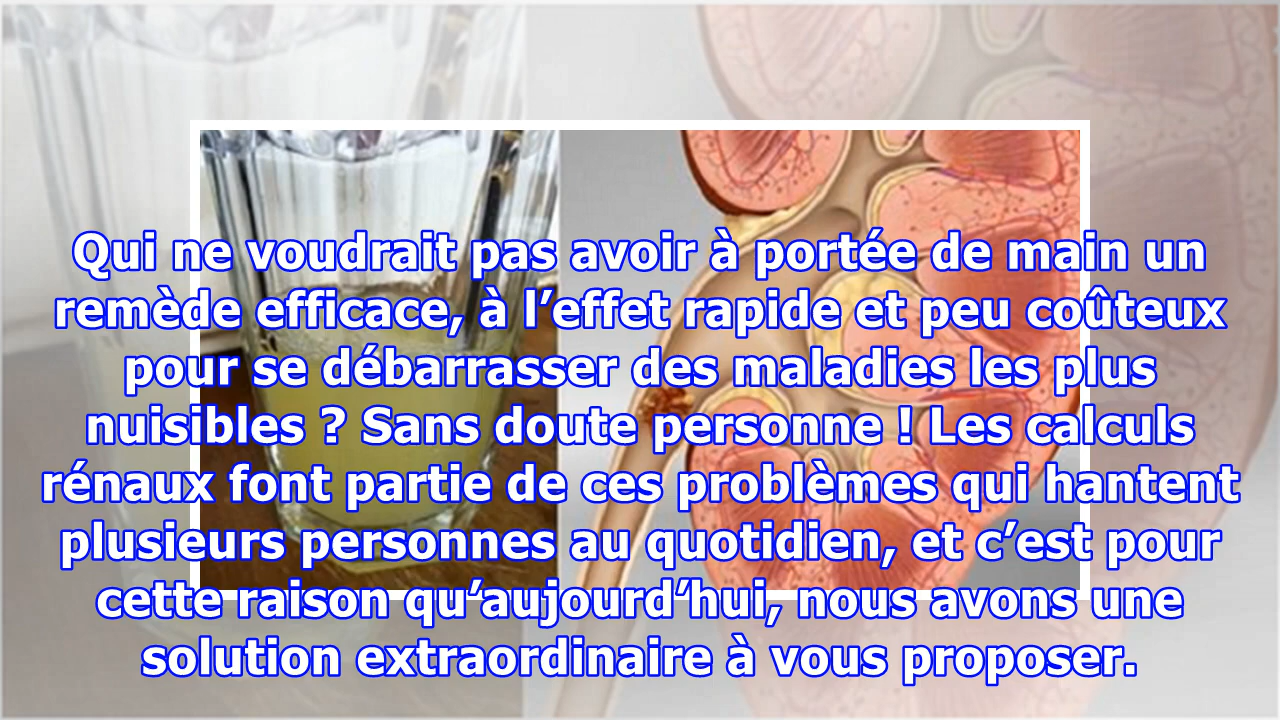 Qui ne voudrait pas avoir à portée de main un
remède efficace, à l’effet rapide et peu coûteux
pour se débarrasser des maladies les plus
nuisibles ? Sans doute personne ! Les calculs
rénaux font partie de ces problèmes qui hantent
plusieurs personnes au quotidien, et c’est pour
cette raison qu’aujourd’hui, nous avons une
solution extraordinaire à vous proposer.